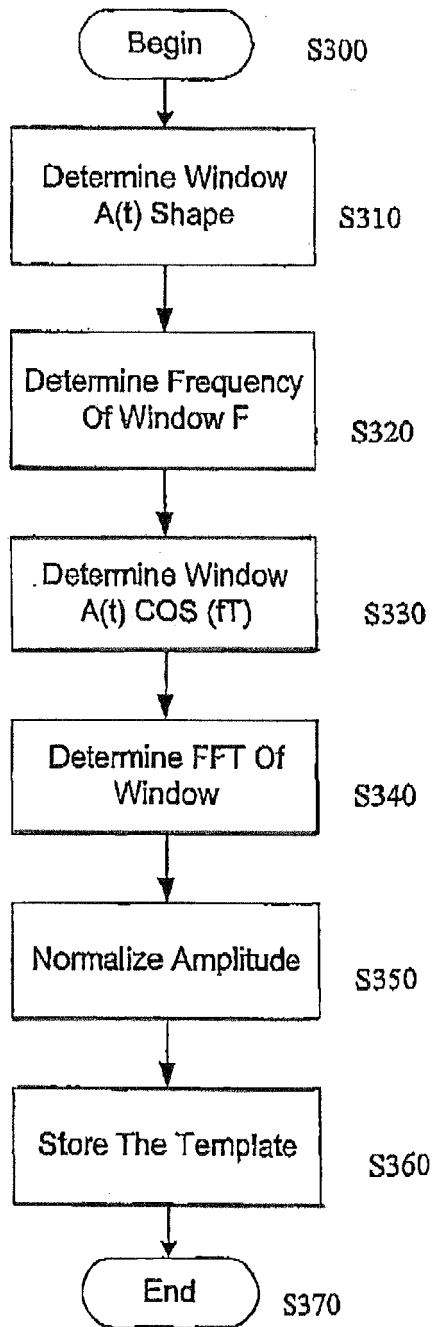 Begin
S300
Determine Window
A(t) Shape
S310
Determine Frequency
Of Window F
S320
Determine Window
A(t) COS (fT)
S330
Determine FFT Of
Window
S340
Normalize Amplitude
S350
Store The Template
S360
End
S370